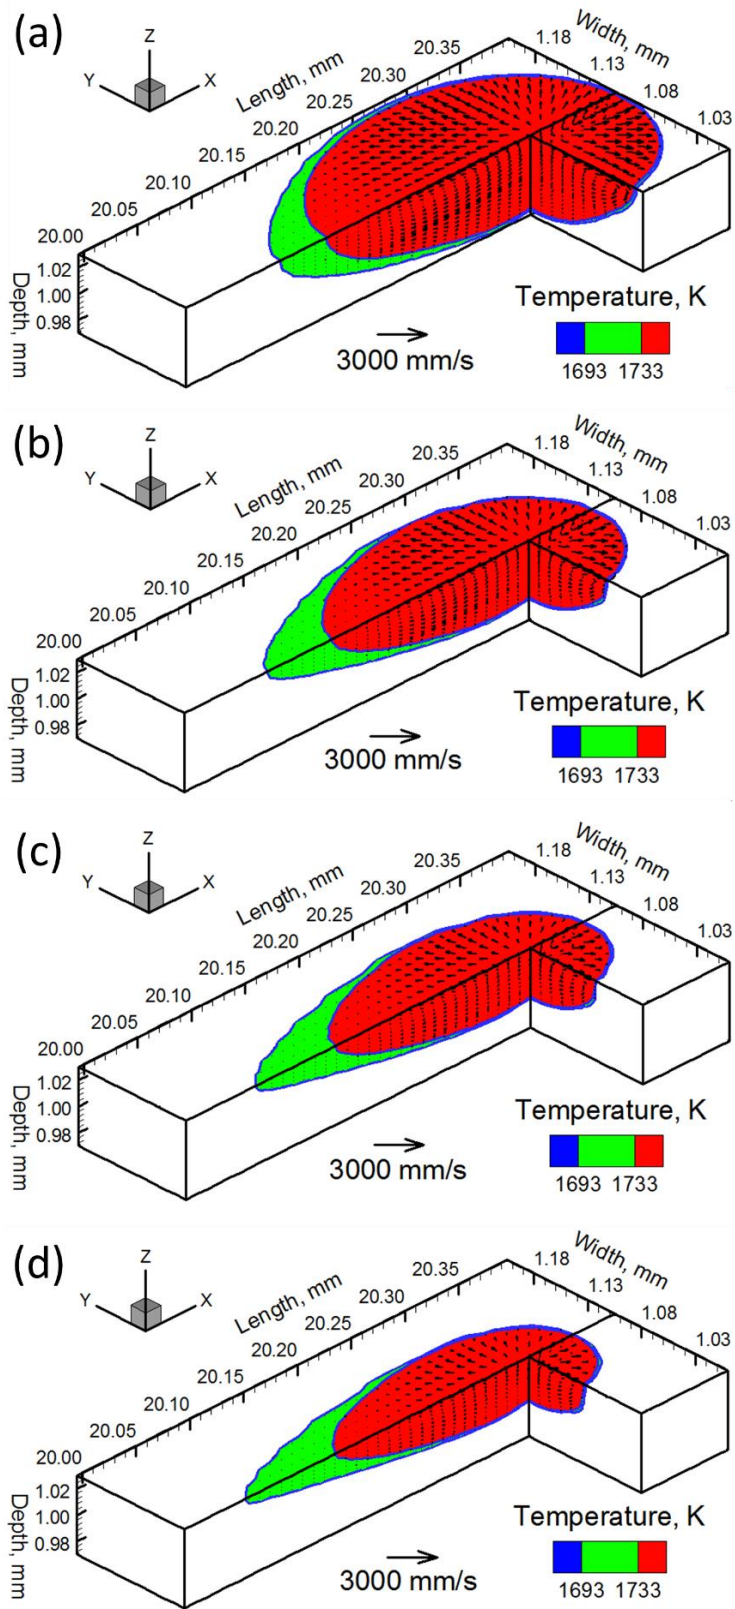 (a)
Z
Y
X
Length, mm
20.00
20.05
20.10
20.15
20.20
20.25
20.30
20.35
Width, mm
1.18
1.13
1.08
1.03
Depth, mm
1.02
1.00
0.98
3000 mm/s
Temperature, K
1693 1733
(b)
Z
Y
X
Length, mm
20.00
20.05
20.10
20.15
20.20
20.25
20.30
20.35
Width, mm
1.18
1.13
1.08
1.03
Depth, mm
1.02
1.00
0.98
3000 mm/s
Temperature, K
1693 1733
(c)
Z
Y
X
Length, mm
20.00
20.05
20.10
20.15
20.20
20.25
20.30
20.35
Width, mm
1.18
1.13
1.08
1.03
Depth, mm
1.02
1.00
0.98
3000 mm/s
Temperature, K
1693 1733
(d)
Z
Y
X
Length, mm
20.00
20.05
20.10
20.15
20.20
20.25
20.30
20.35
Width, mm
1.18
1.13
1.08
1.03
Depth, mm
1.02
1.00
0.98
3000 mm/s
Temperature, K
1693 1733